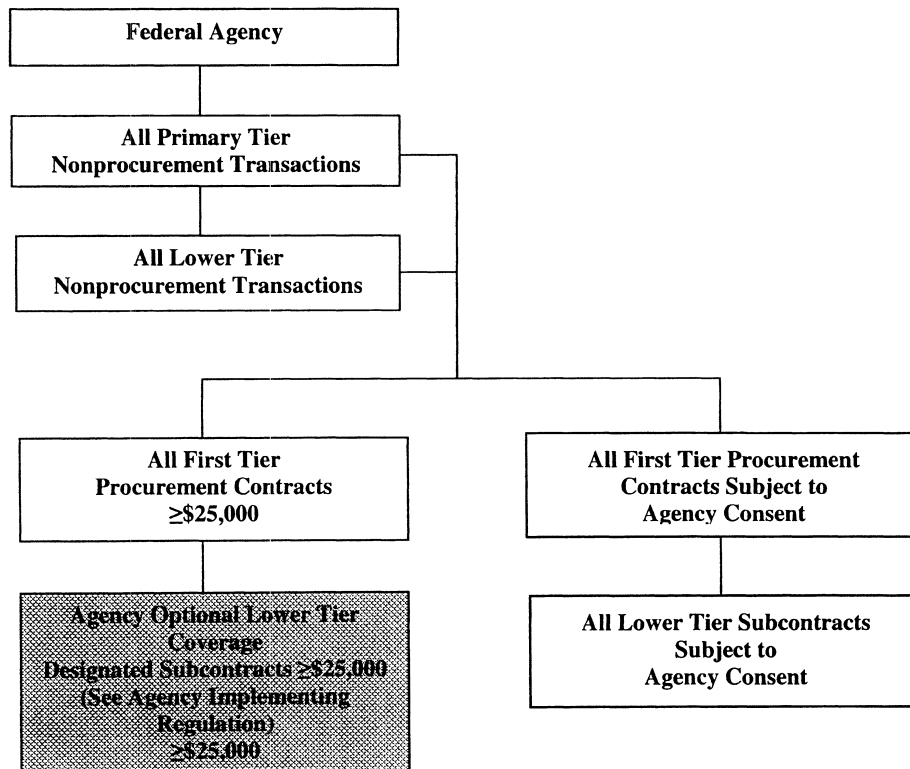 Federal Agency
All Primary Tier
Nonprocurement Transactions
All Lower Tier
Nonprocurement Transactions
All First Tier
Procurement Contracts
≥$25,000
All First Tier Procurement
Contracts Subject to
Agency Consent
Agency Optional Lower Tier
Coverage
Designated Subcontracts ≥$25,000
(See Agency Implementing
Regulation)
≥$25,000
All Lower Tier Subcontracts
Subject to
Agency Consent